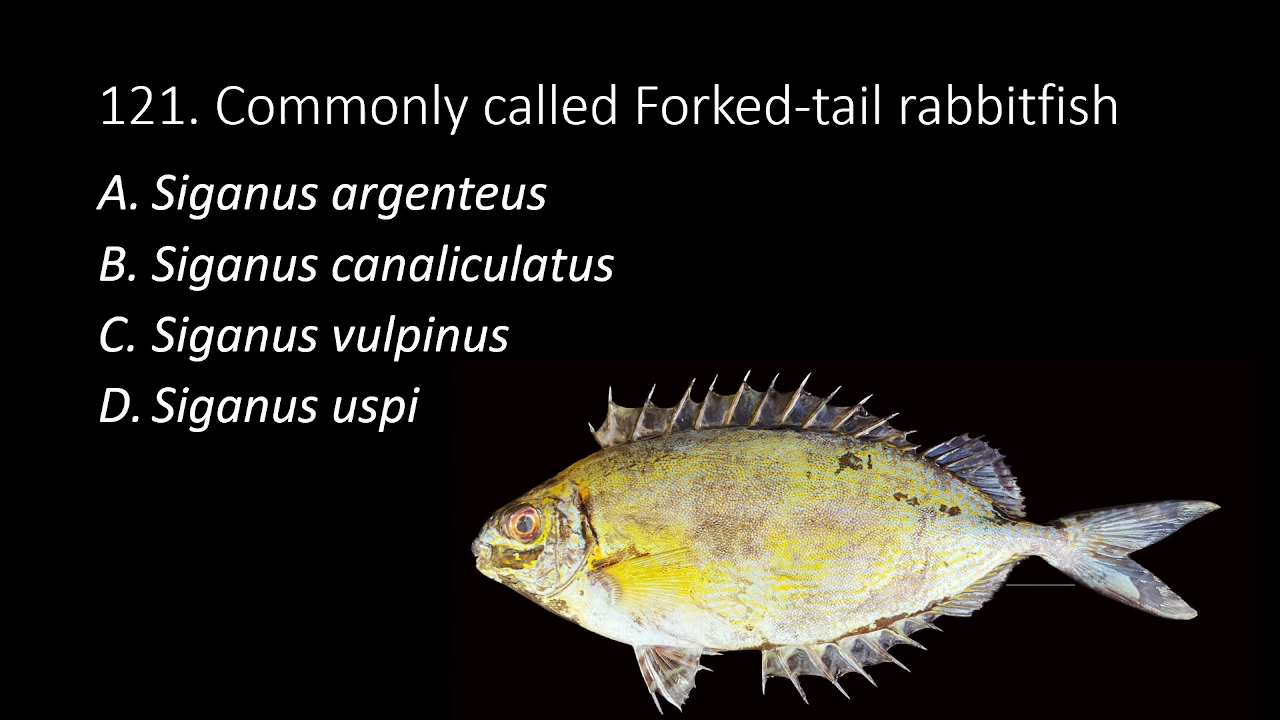 121. Commonly called Forked-tail rabbitfish
A. Siganus argenteus
B. Siganus canaliculatus
C. Siganus vulpinus
D. Siganus uspi